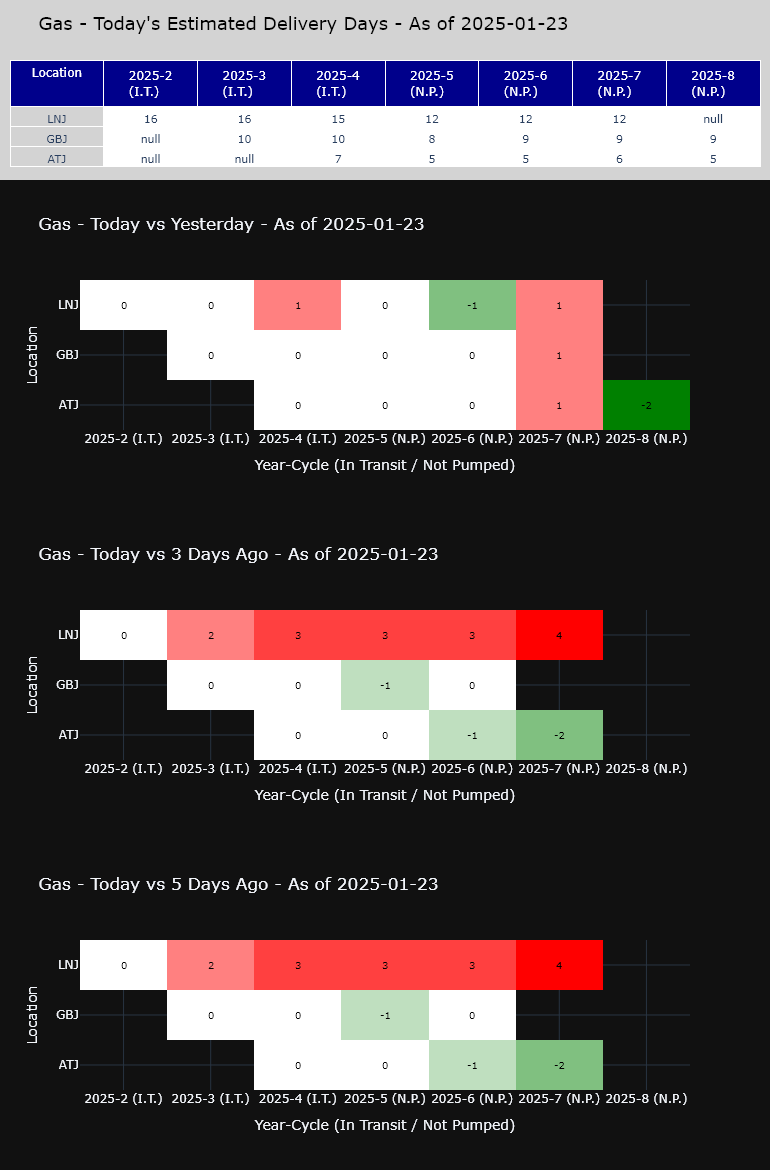 Gas - Today's Estimated Delivery Days - As of 2025-01-23
Location 2025-2 (I.T.) 2025-3 (I.T.) 2025-4 (I.T.) 2025-5 (N.P.) 2025-6 (N.P.) 2025-7 (N.P.) 2025-8 (N.P.)
LNJ 16 16 15 12 12 12 null
GBJ null 10 10 8 9 9 9
ATJ null null 7 5 5 6 5
Gas - Today vs Yesterday - As of 2025-01-23
Location
LNJ 0 0 1 0 -1 1
GBJ 0 0 0 0 1
ATJ 0 0 0 1 -2
2025-2 (I.T.) 2025-3 (I.T.) 2025-4 (I.T.) 2025-5 (N.P.) 2025-6 (N.P.) 2025-7 (N.P.) 2025-8 (N.P.)
Year-Cycle (In Transit / Not Pumped)
Gas - Today vs 3 Days Ago - As of 2025-01-23
Location
LNJ 0 2 3 3 3 4
GBJ 0 0 -1 0
ATJ 0 0 -1 -2
2025-2 (I.T.) 2025-3 (I.T.) 2025-4 (I.T.) 2025-5 (N.P.) 2025-6 (N.P.) 2025-7 (N.P.) 2025-8 (N.P.)
Year-Cycle (In Transit / Not Pumped)
Gas - Today vs 5 Days Ago - As of 2025-01-23
Location
LNJ 0 2 3 3 3 4
GBJ 0 0 -1 0
ATJ 0 0 -1 -2
2025-2 (I.T.) 2025-3 (I.T.) 2025-4 (I.T.) 2025-5 (N.P.) 2025-6 (N.P.) 2025-7 (N.P.) 2025-8 (N.P.)
Year-Cycle (In Transit / Not Pumped)